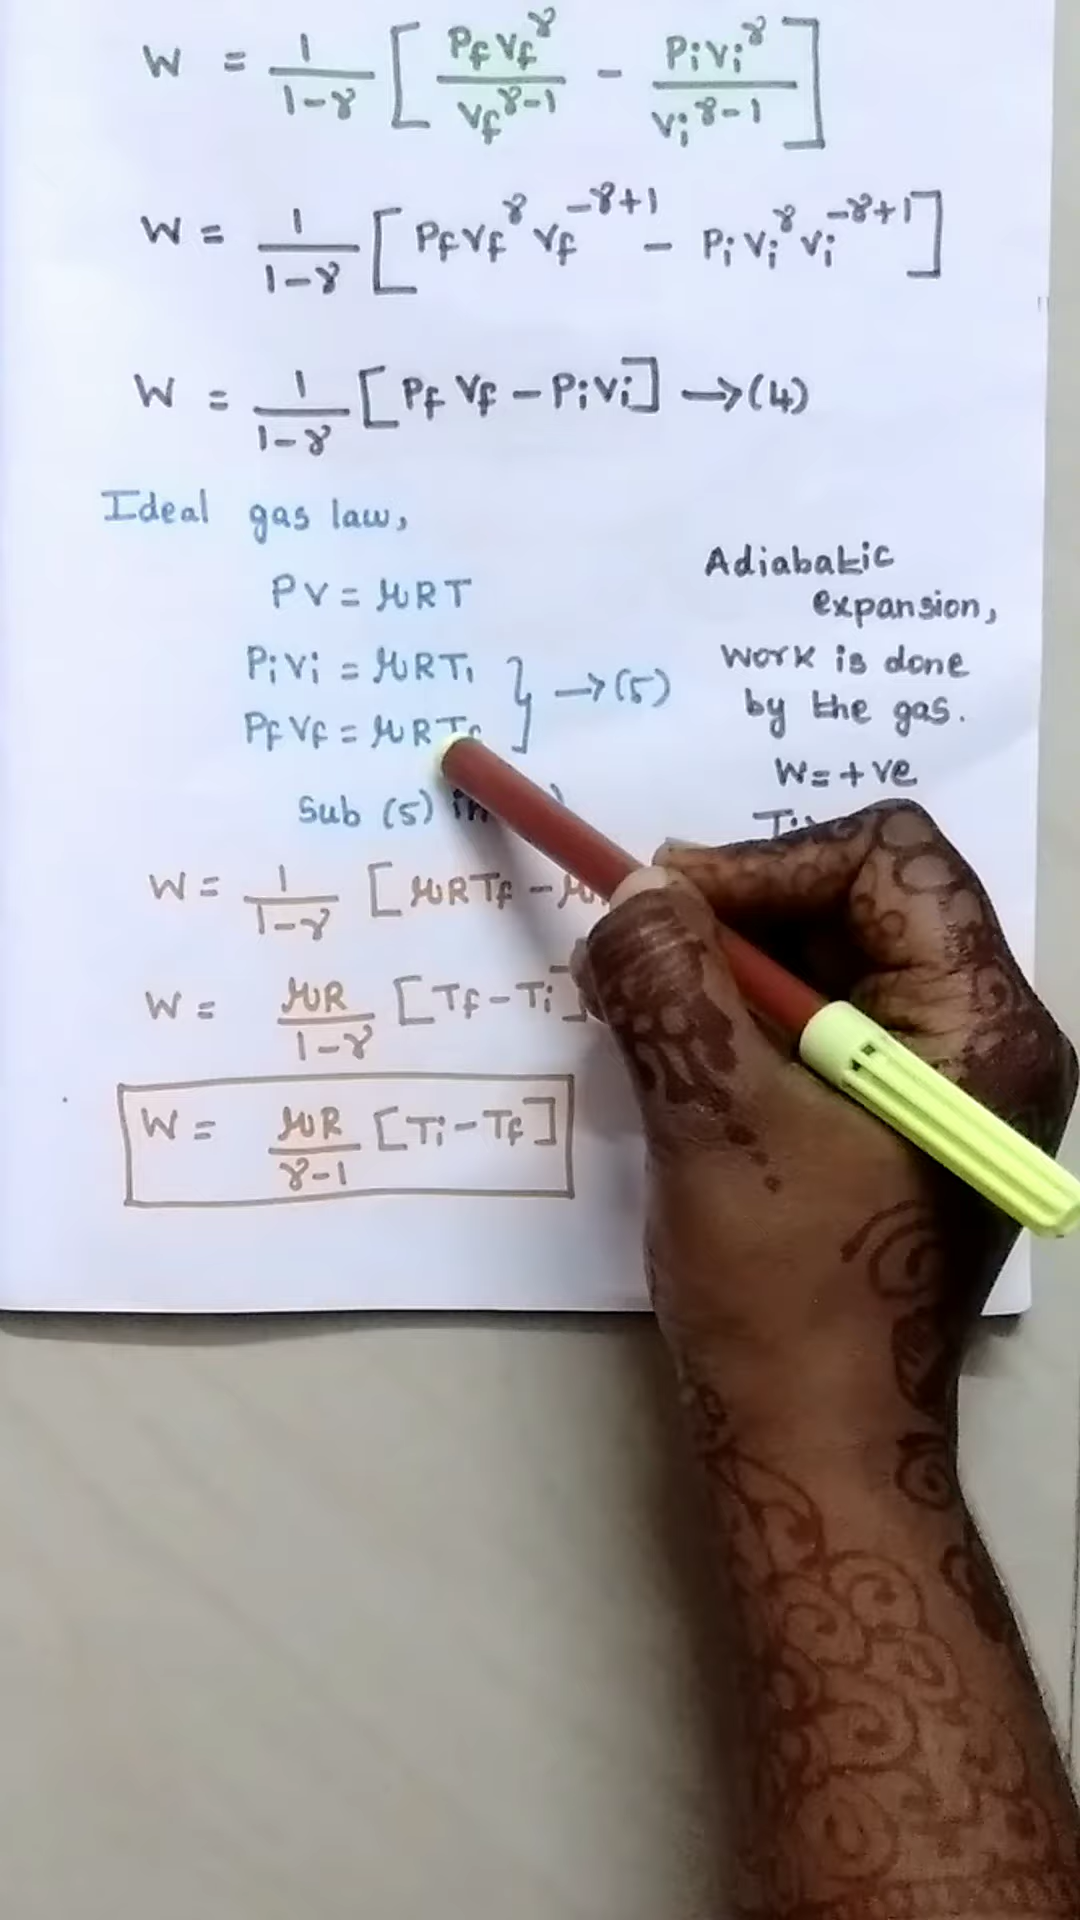 W = 1/(1-γ) [ PfVf^γ / Vf^(γ-1) - PiVi^γ / Vi^(γ-1) ]
W = 1/(1-γ) [ PfVf^γ Vf^(-γ+1) - PiVi^γ Vi^(-γ+1) ]
W = 1/(1-γ) [ PfVf - PiVi ] → (4)
Ideal gas law,
PV = μRT
PiVi = μRTi
PfVf = μRTf } → (5)
Sub (5) in
W = 1/(1-γ) [ μRTf - μ
W = μR/(1-γ) [Tf - Ti]
W = μR/(γ-1) [Ti - Tf]
Adiabatic
expansion,
work is done
by the gas.
W = +ve